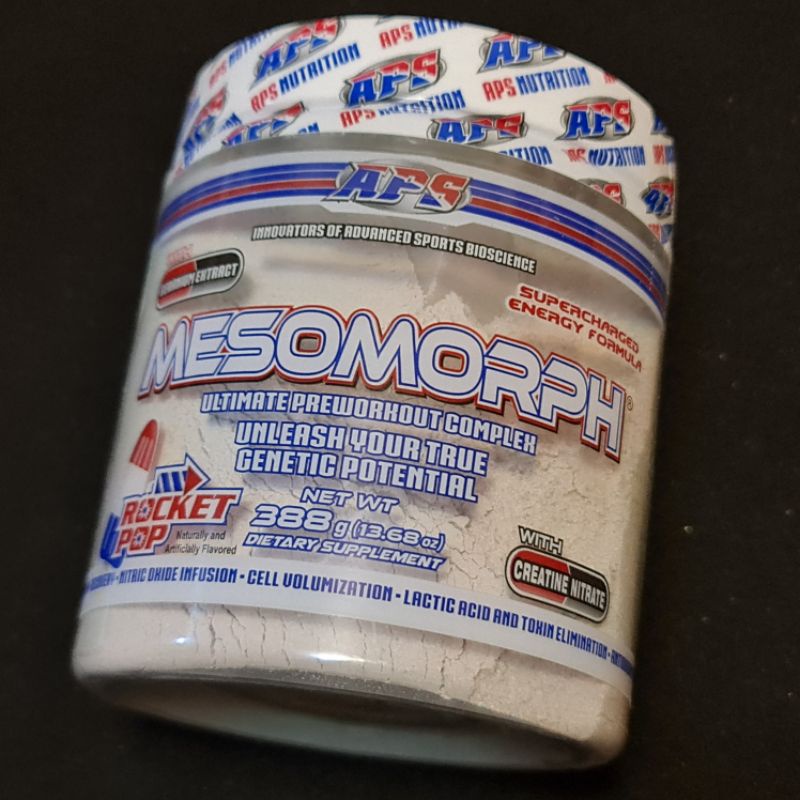 APS NUTRITION
APS
INNOVATORS OF ADVANCED SPORTS BIOSCIENCE
EXTRACT
SUPERCHARGED
ENERGY FORMULA
MESOMORPH®
ULTIMATE PREWORKOUT COMPLEX
UNLEASH YOUR TRUE
GENETIC POTENTIAL
NET WT
388 g (13.68 oz)
DIETARY SUPPLEMENT
ROCKET
POP
Naturally and
Artificially Flavored
WITH
CREATINE NITRATE
• NITRIC OXIDE INFUSION • CELL VOLUMIZATION • LACTIC ACID AND TOXIN ELIMINATION •